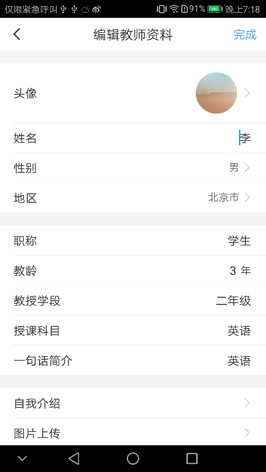 仅限紧急呼叫 91% 晚上7:18
编辑教师资料 完成
头像
姓名 李
性别 男
地区 北京市
职称 学生
教龄 3 年
教授学段 二年级
授课科目 英语
一句话简介 英语
自我介绍
图片上传